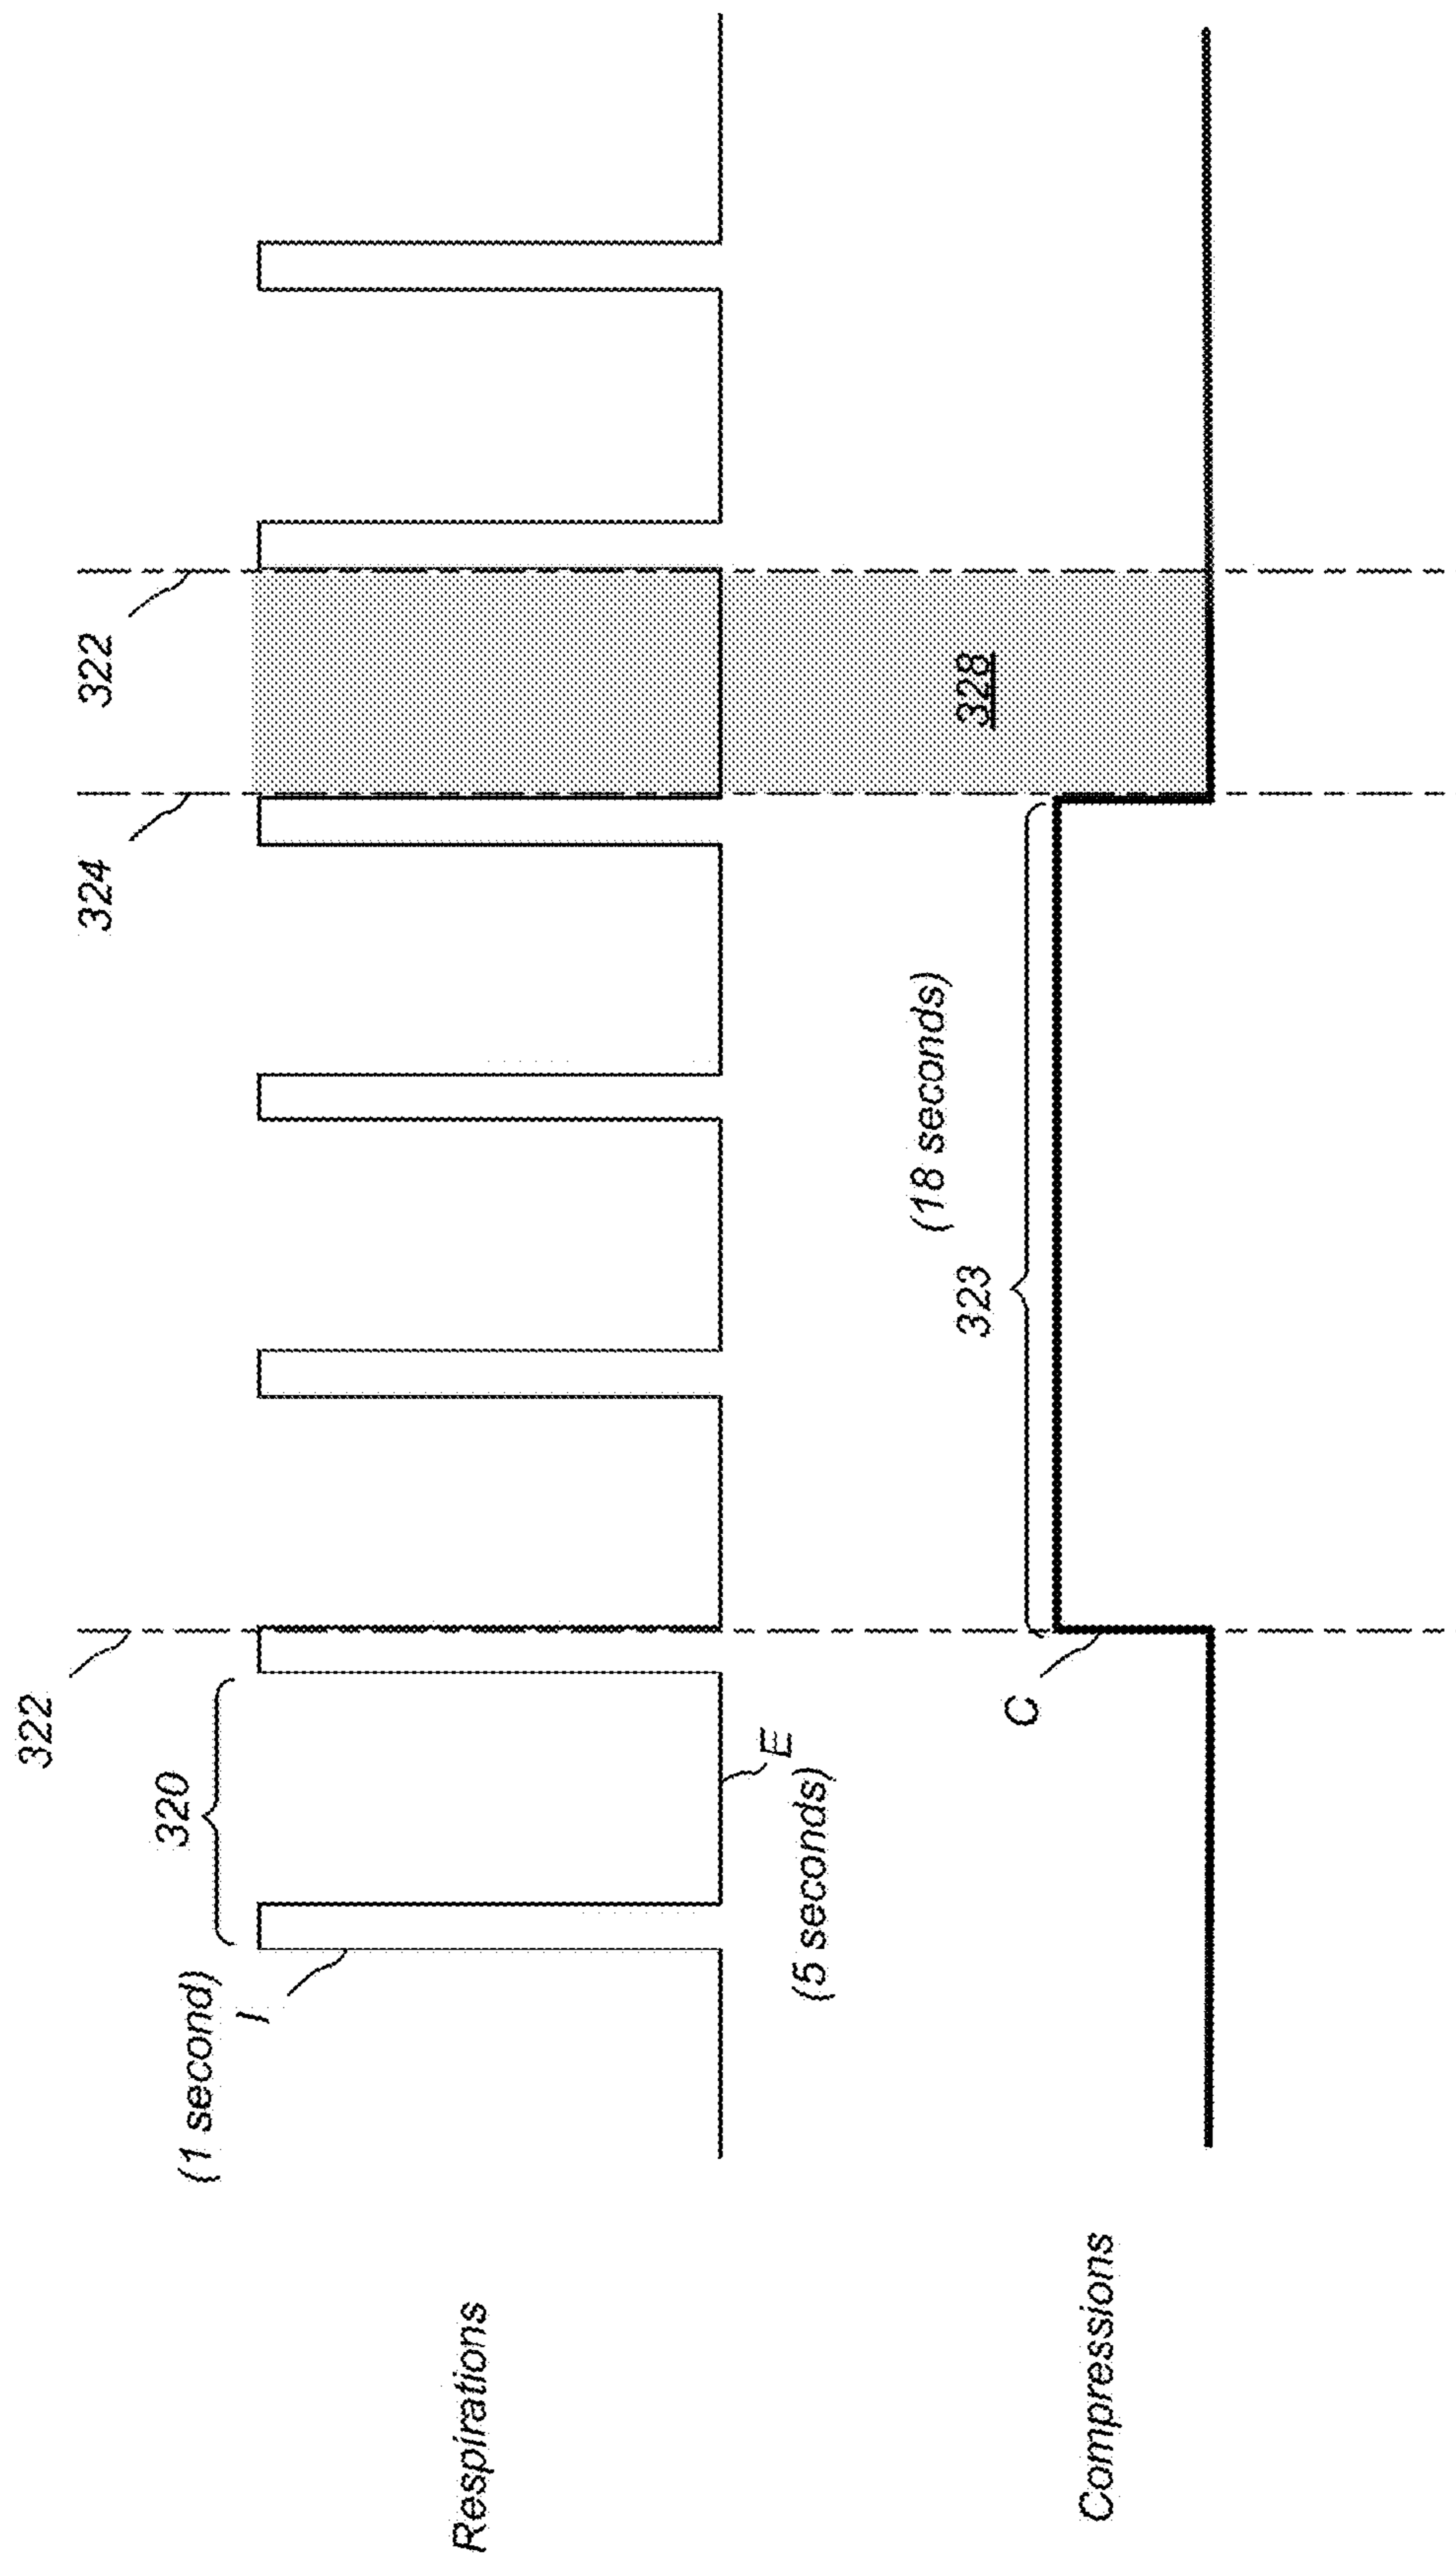 322
324
322
320
(1 second)
I
E
(5 seconds)
Respirations
328
(18 seconds)
323
C
Compressions